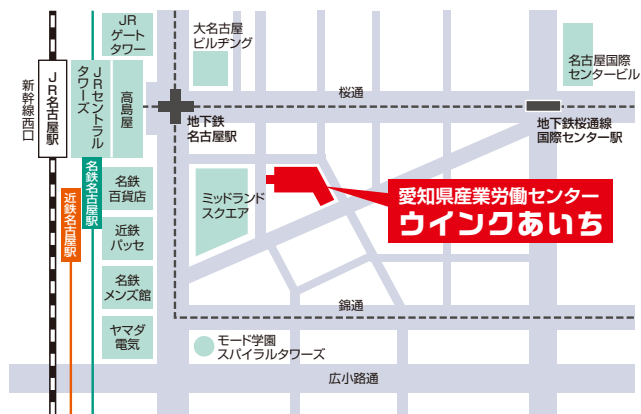 JR
ゲート
タワー
大名古屋
ビルヂング
名古屋国際
センタービル
新幹線西口
JR名古屋駅
JRセントラル
タワーズ
高島屋
桜通
地下鉄
名古屋駅
地下鉄桜通線
国際センター駅
名鉄名古屋駅
近鉄名古屋駅
名鉄
百貨店
ミッドランド
スクエア
愛知県産業労働センター
ウインクあいち
近鉄
パッセ
名鉄
メンズ館
錦通
ヤマダ
電気
モード学園
スパイラルタワーズ
広小路通